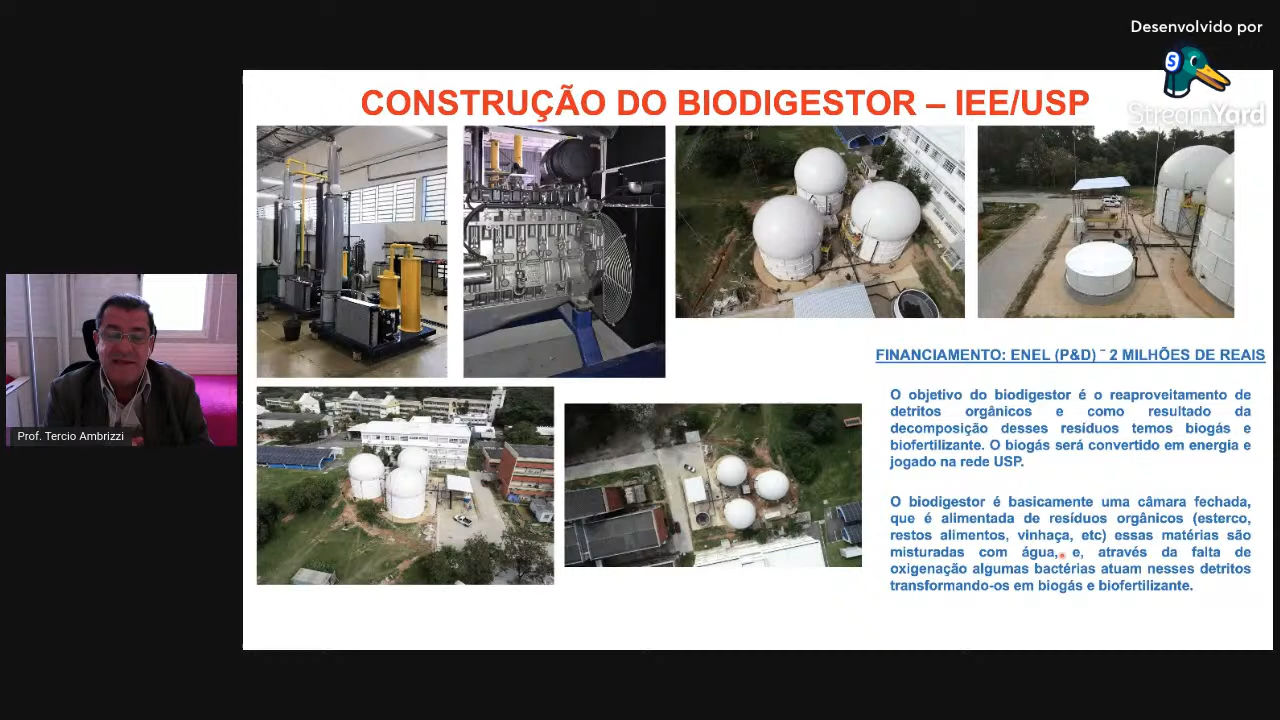 Desenvolvido por
S
StreamYard
CONSTRUÇÃO DO BIODIGESTOR – IEE/USP
FINANCIAMENTO: ENEL (P&D) ~ 2 MILHÕES DE REAIS
O objetivo do biodigestor é o reaproveitamento de
detritos orgânicos e como resultado da
decomposição desses resíduos temos biogás e
biofertilizante. O biogás será convertido em energia e
jogado na rede USP.
O biodigestor é basicamente uma câmara fechada,
que é alimentada de resíduos orgânicos (esterco,
restos alimentos, vinhaça, etc) essas matérias são
misturadas com água, e, através da falta de
oxigenação algumas bactérias atuam nesses detritos
transformando-os em biogás e biofertilizante.
Prof. Tercio Ambrizzi